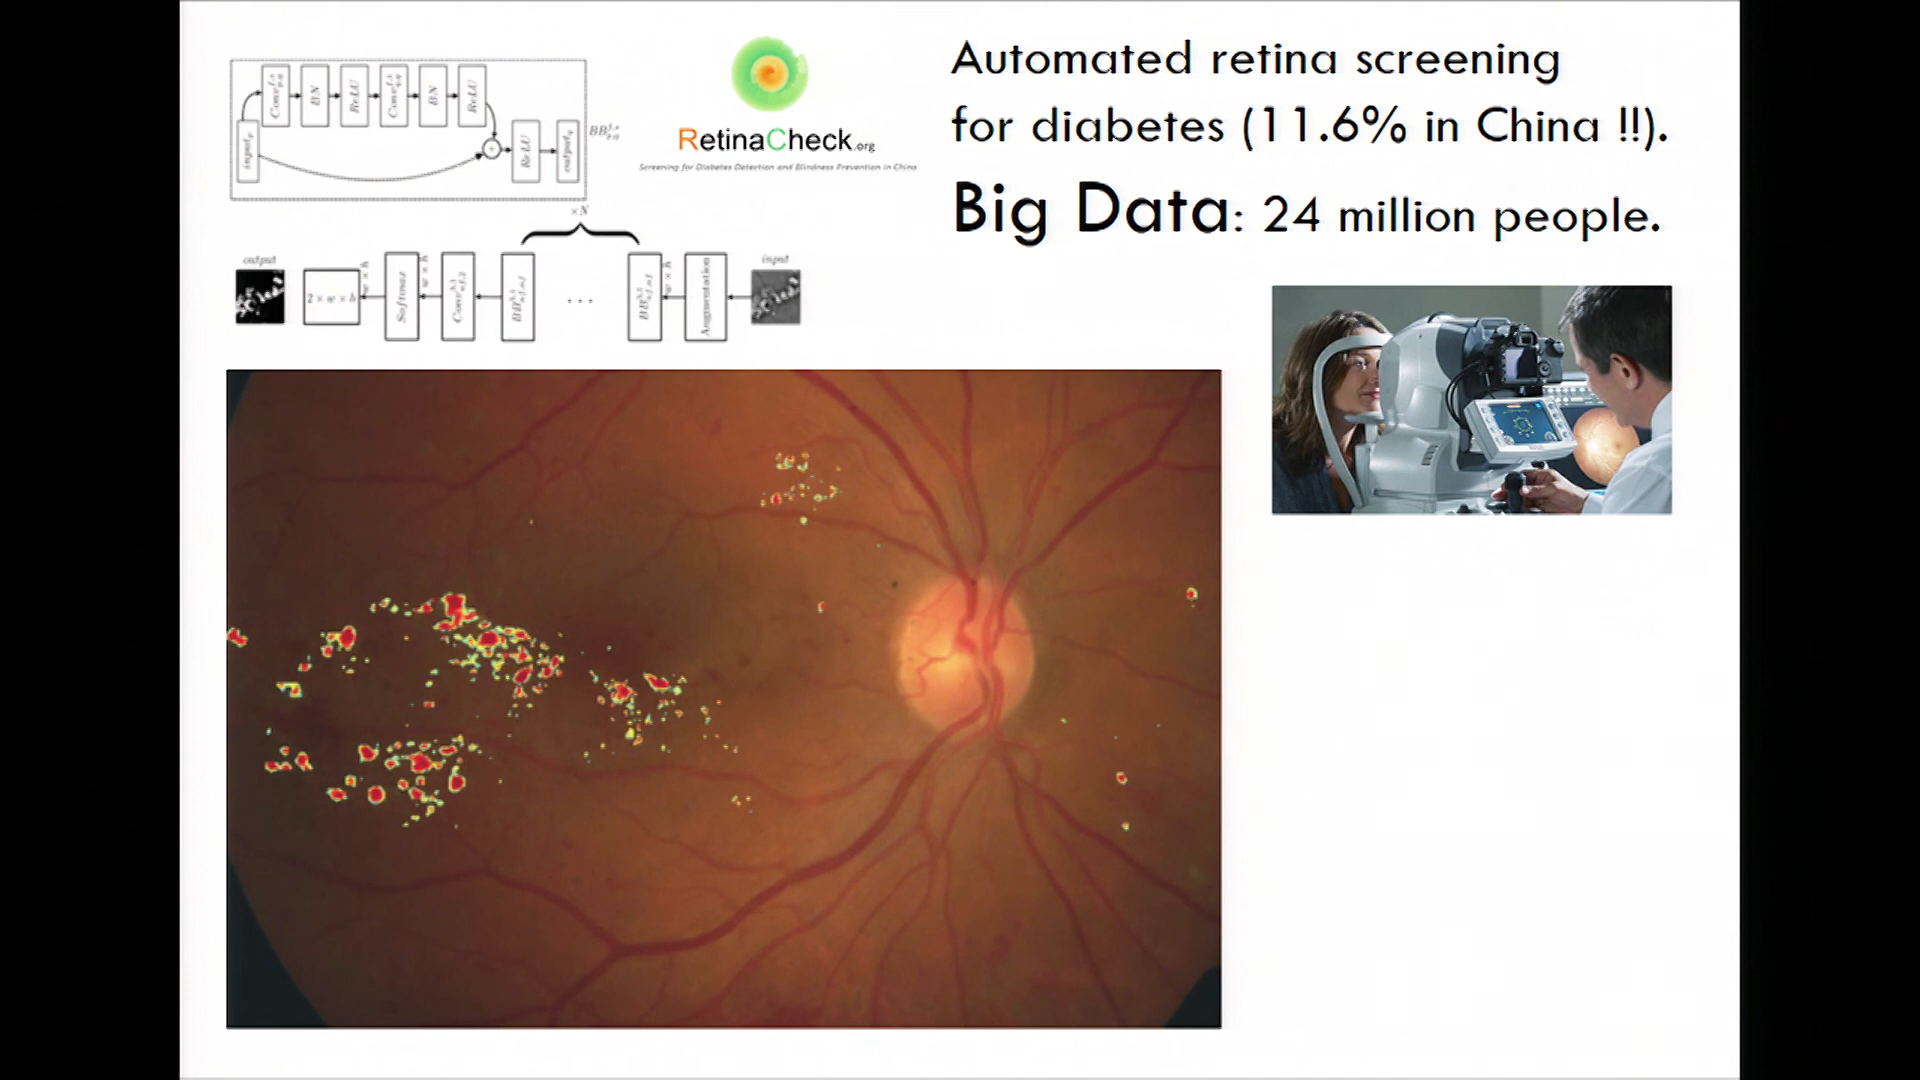 Automated retina screening
for diabetes (11.6% in China !!).
Big Data: 24 million people.
RetinaCheck.org
Screening for Diabetes Detection and Blindness Prevention in China
BN
ReLU
BN
ReLU
ReLU
×N
output
input
Softmax
. . .
Augmentation